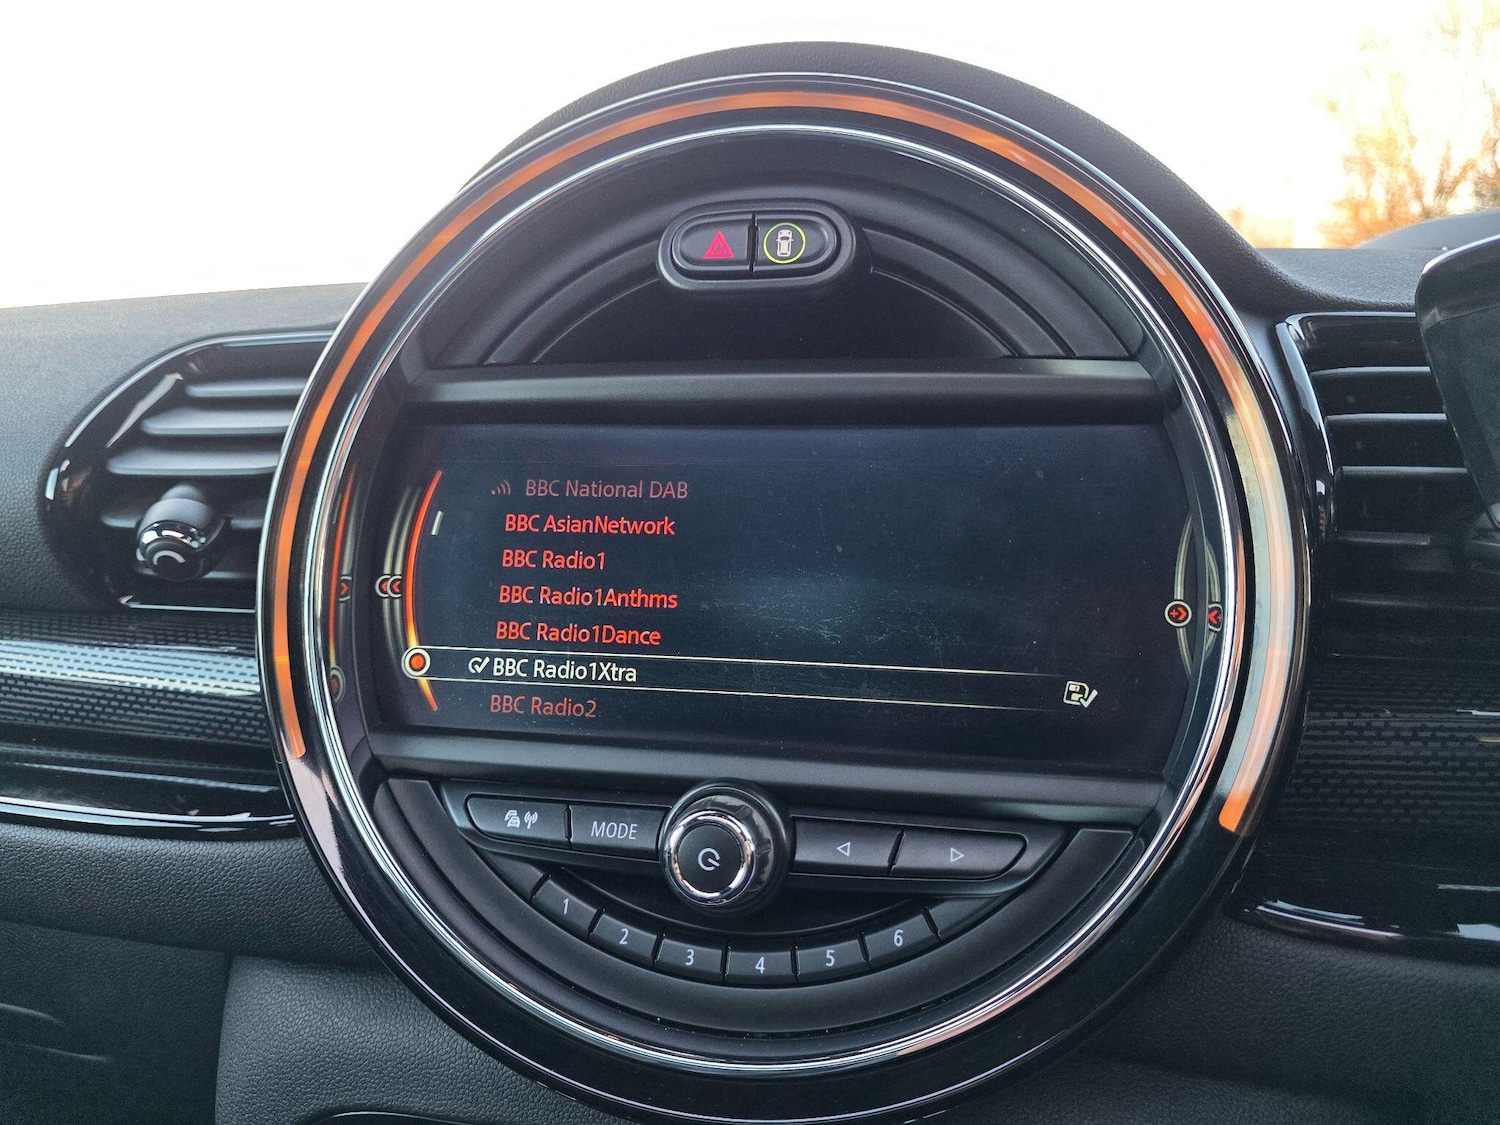 BBC National DAB
BBC AsianNetwork
BBC Radio1
BBC Radio1Anthms
BBC Radio1Dance
BBC Radio1Xtra
BBC Radio2
MODE
1
2
3
4
5
6